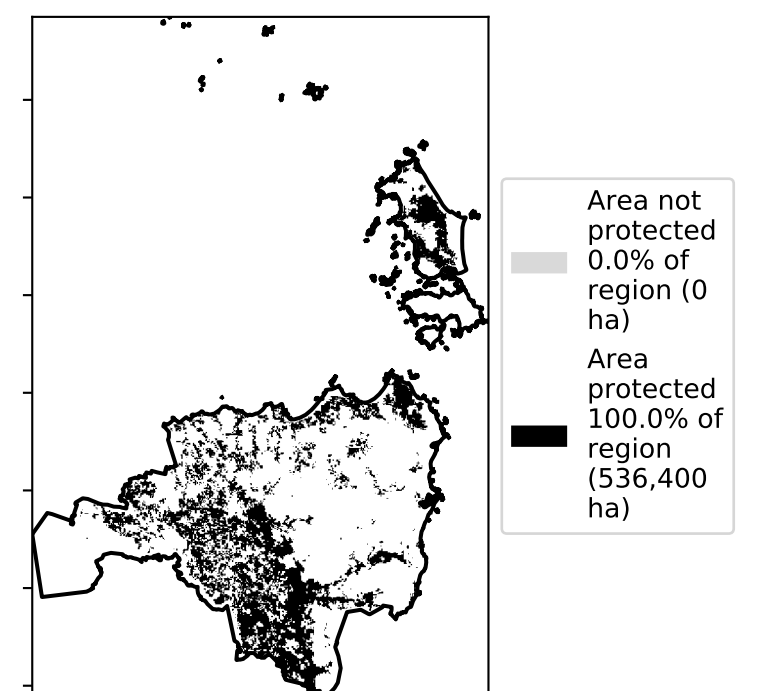 Area not
protected
0.0% of
region (0
ha)
Area
protected
100.0% of
region
(536,400
ha)